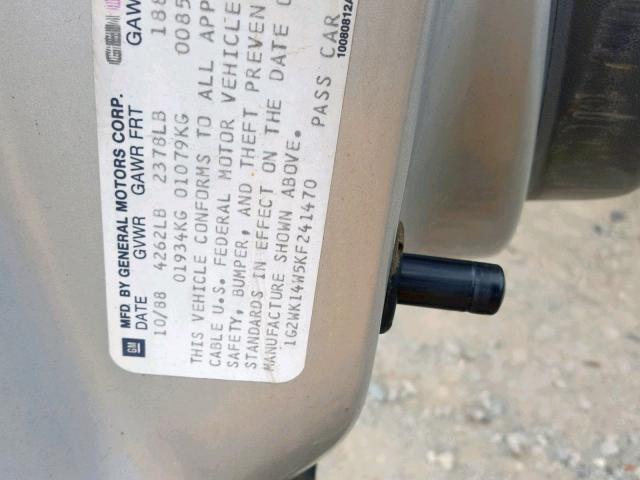 GM
MFD. BY GENERAL MOTORS CORP.
DATE GVWR GAWR FRT GAW
10/88 4262LB 2378LB 188
01934KG 01079KG 0085
THIS VEHICLE CONFORMS TO ALL APP
CABLE U.S. FEDERAL MOTOR VEHICLE
SAFETY, BUMPER, AND THEFT PREVEN
STANDARDS IN EFFECT ON THE DATE O
MANUFACTURE SHOWN ABOVE.
1G2WK14W5KF241470 PASS CAR
10080812A